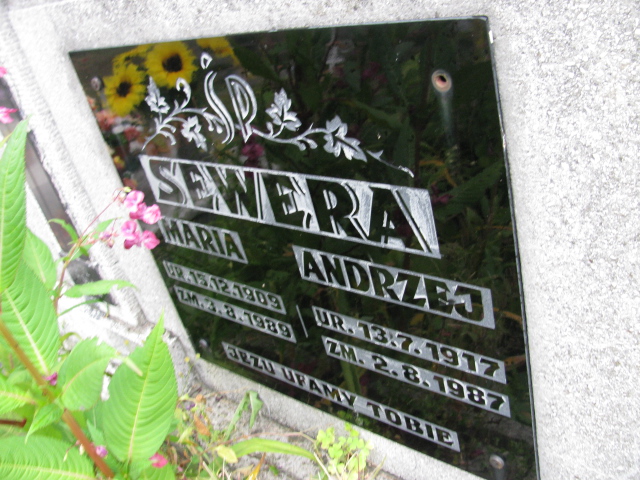 ŚP
SEWERA
MARIA
UR. 15.12.1909
ZM. 3.8.1989
ANDRZEJ
UR. 13.7.1917
ZM. 2.8.1987
JEZU UFAMY TOBIE